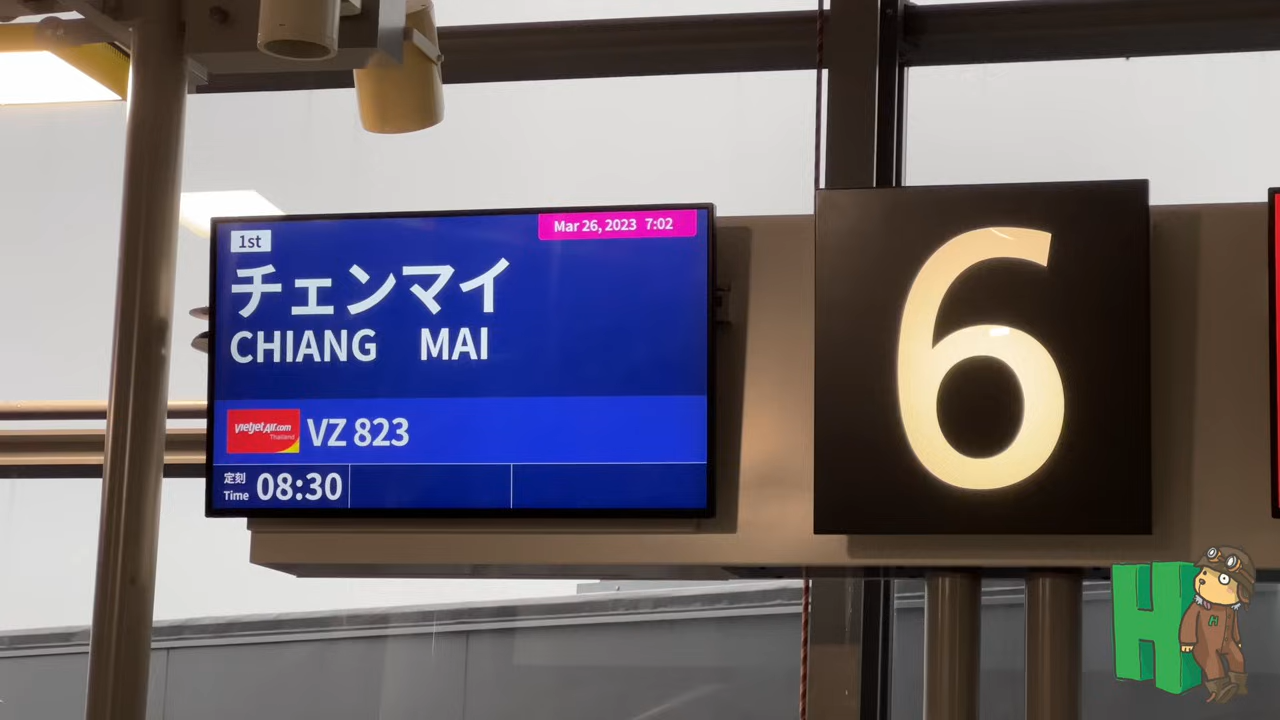 1st
Mar 26, 2023 7:02
チェンマイ
CHIANG MAI
vietjetAir.com
Thailand
VZ 823
定刻
Time 08:30
6
H
H